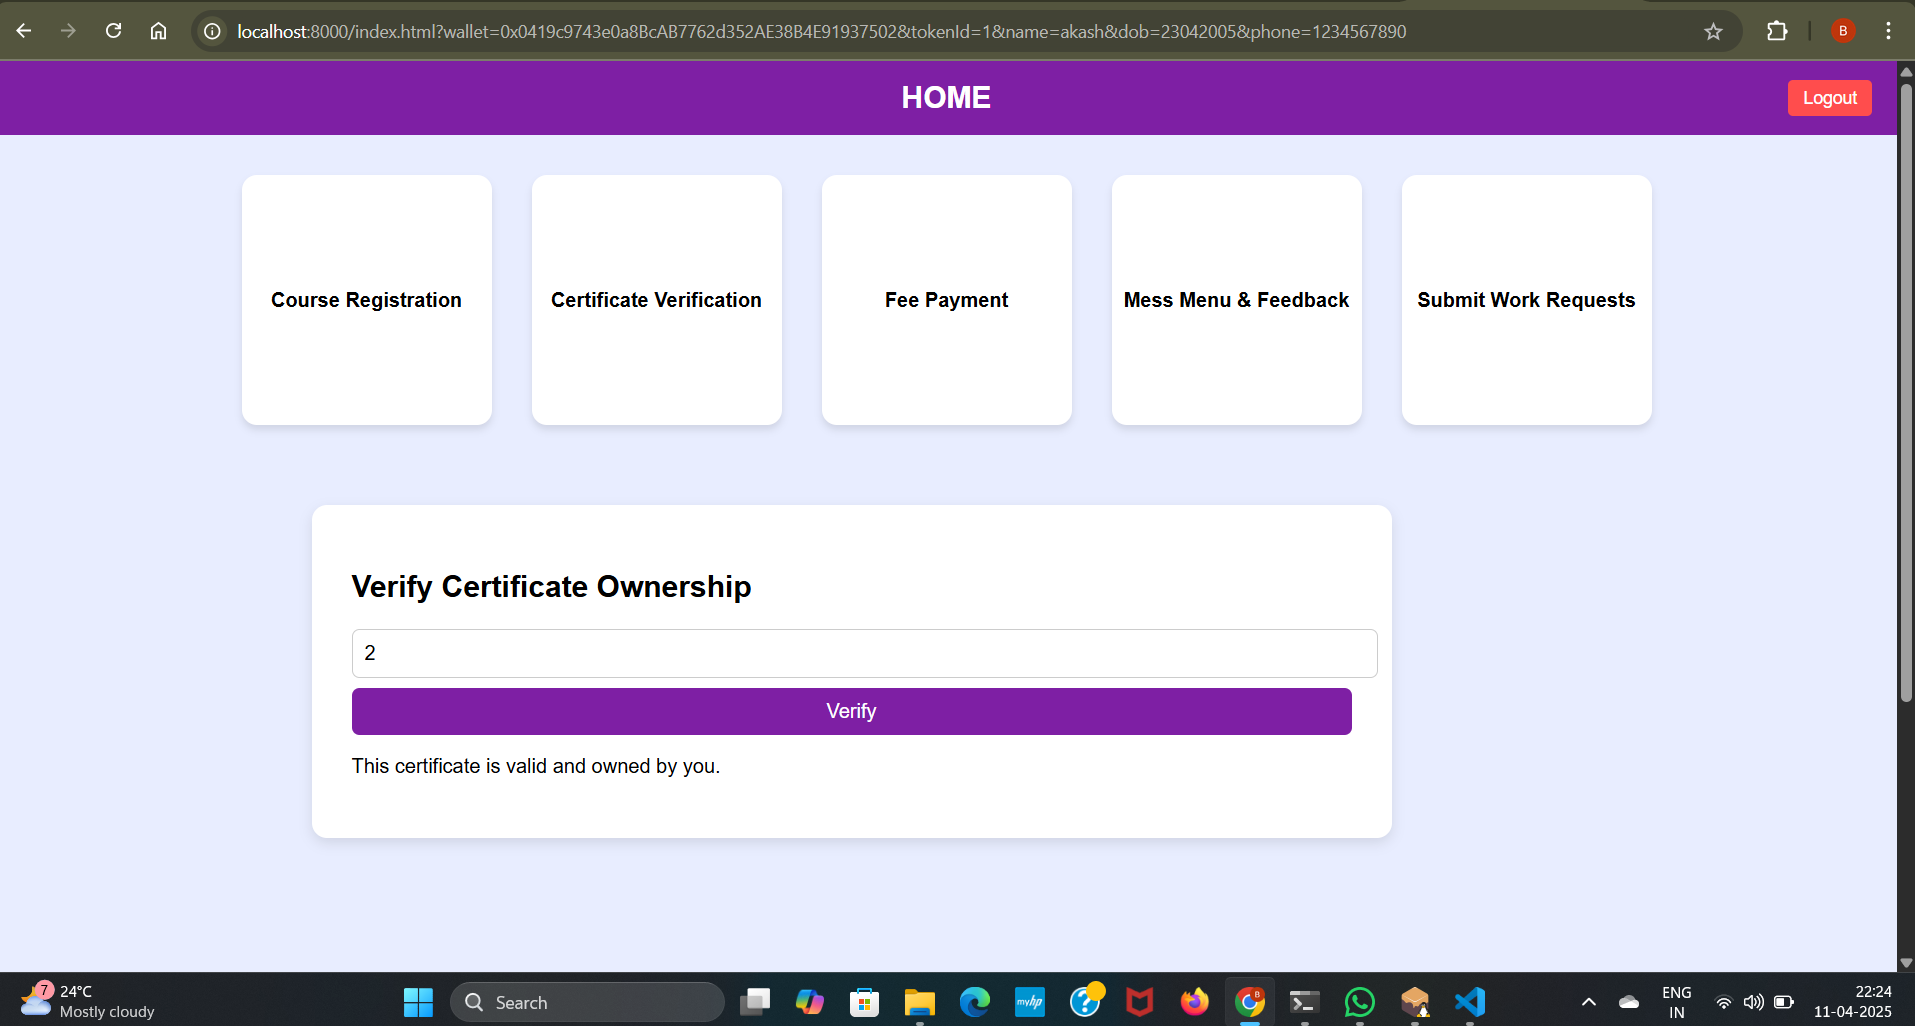 localhost:8000/index.html?wallet=0x0419c9743e0a8BcAB7762d352AE38B4E91937502&tokenId=1&name=akash&dob=23042005&phone=1234567890
B
HOME
Logout
Course Registration
Certificate Verification
Fee Payment
Mess Menu & Feedback
Submit Work Requests
Verify Certificate Ownership
2
Verify
This certificate is valid and owned by you.
7
24°C
Mostly cloudy
Search
myhp
?
B
ENG
IN
22:24
11-04-2025